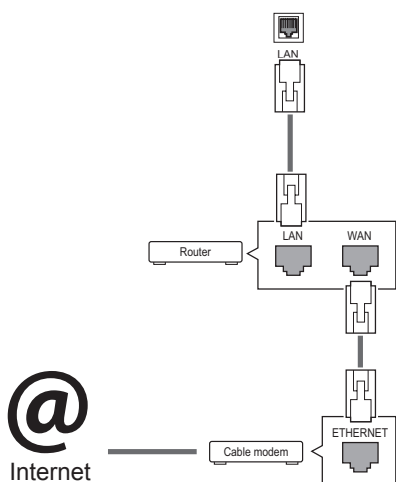 LAN
LAN WAN
Router
ETHERNET
Cable modem
@
Internet